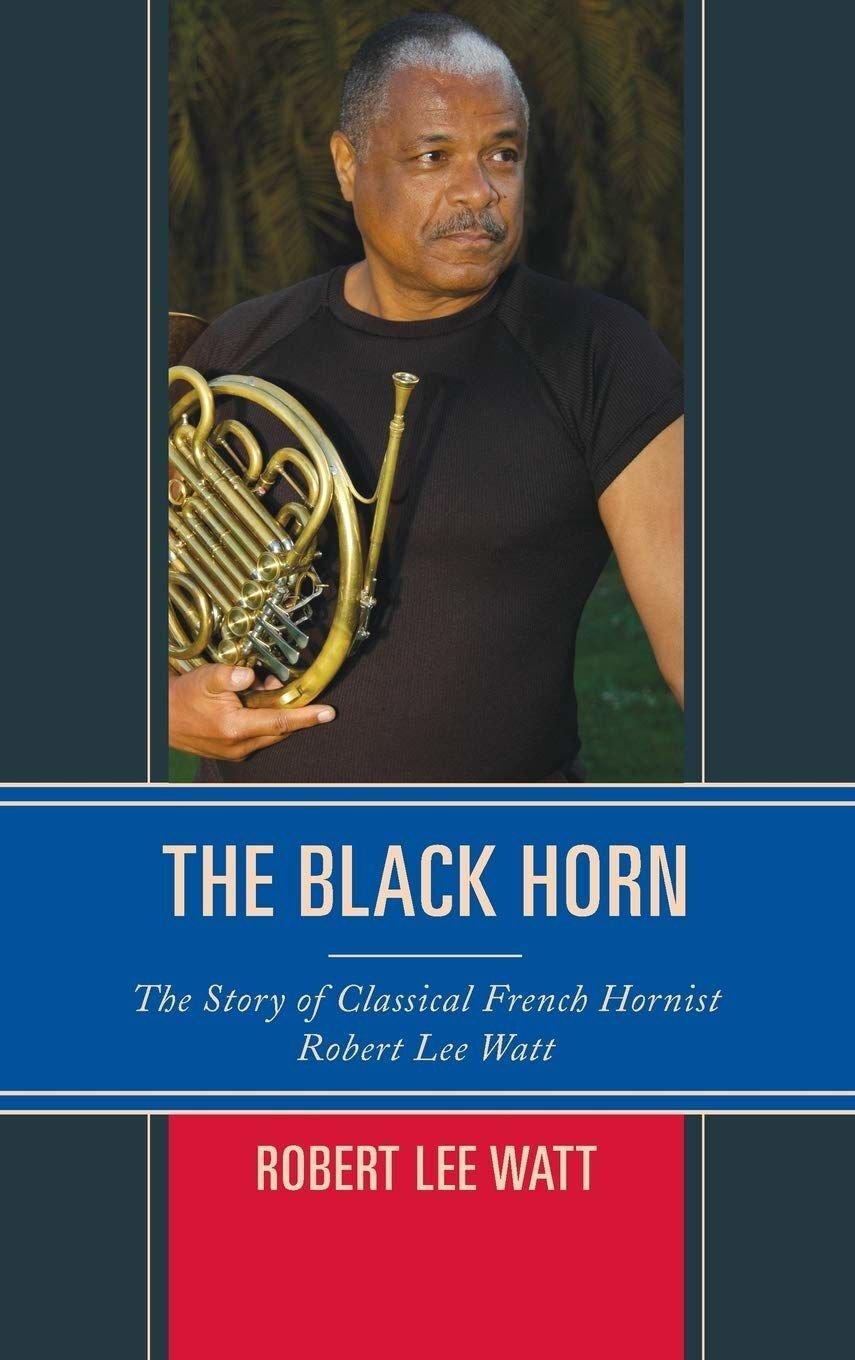 THE BLACK HORN
The Story of Classical French Hornist
Robert Lee Watt
ROBERT LEE WATT